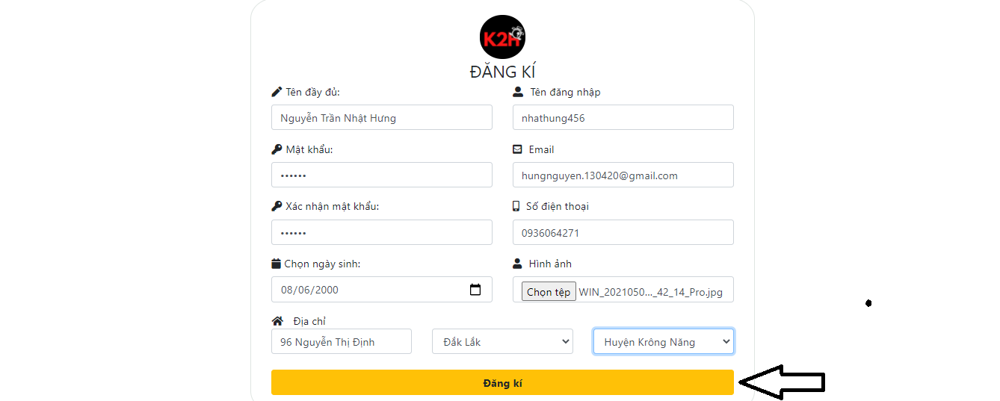 K2H
ĐĂNG KÍ
Tên đầy đủ:
Tên đăng nhập
Nguyễn Trần Nhật Hưng
nhathung456
Mật khẩu:
Email
••••••
hungnguyen.130420@gmail.com
Xác nhận mật khẩu:
Số điện thoại
••••••
0936064271
Chọn ngày sinh:
Hình ảnh
08/06/2000
Chọn tệp WIN_2021050..._42_14_Pro.jpg
Địa chỉ
96 Nguyễn Thị Định
Đắk Lắk
Huyện Krông Năng
Đăng kí